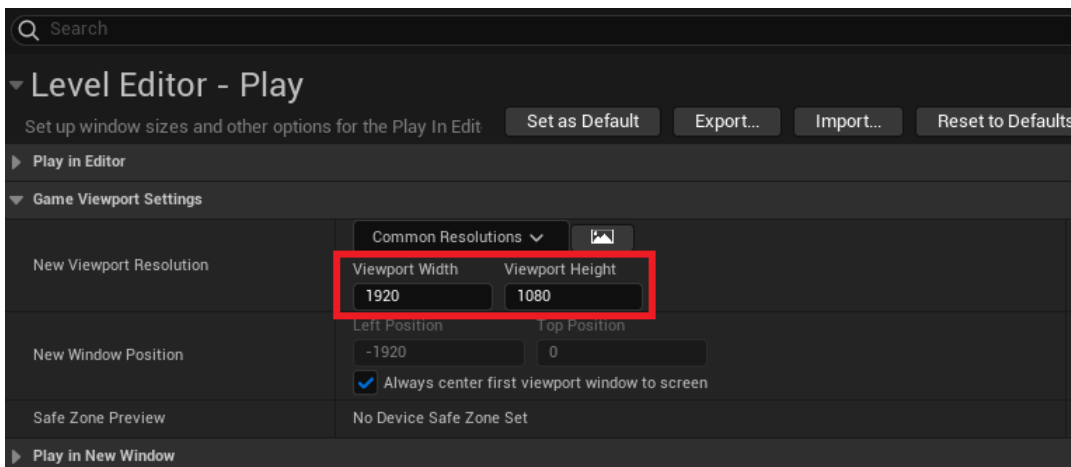 Search
Level Editor - Play
Set up window sizes and other options for the Play In Edit
Set as Default
Export...
Import...
Reset to Defaults
Play in Editor
Game Viewport Settings
New Viewport Resolution
Common Resolutions
Viewport Width
Viewport Height
1920
1080
New Window Position
Left Position
Top Position
-1920
0
Always center first viewport window to screen
Safe Zone Preview
No Device Safe Zone Set
Play in New Window